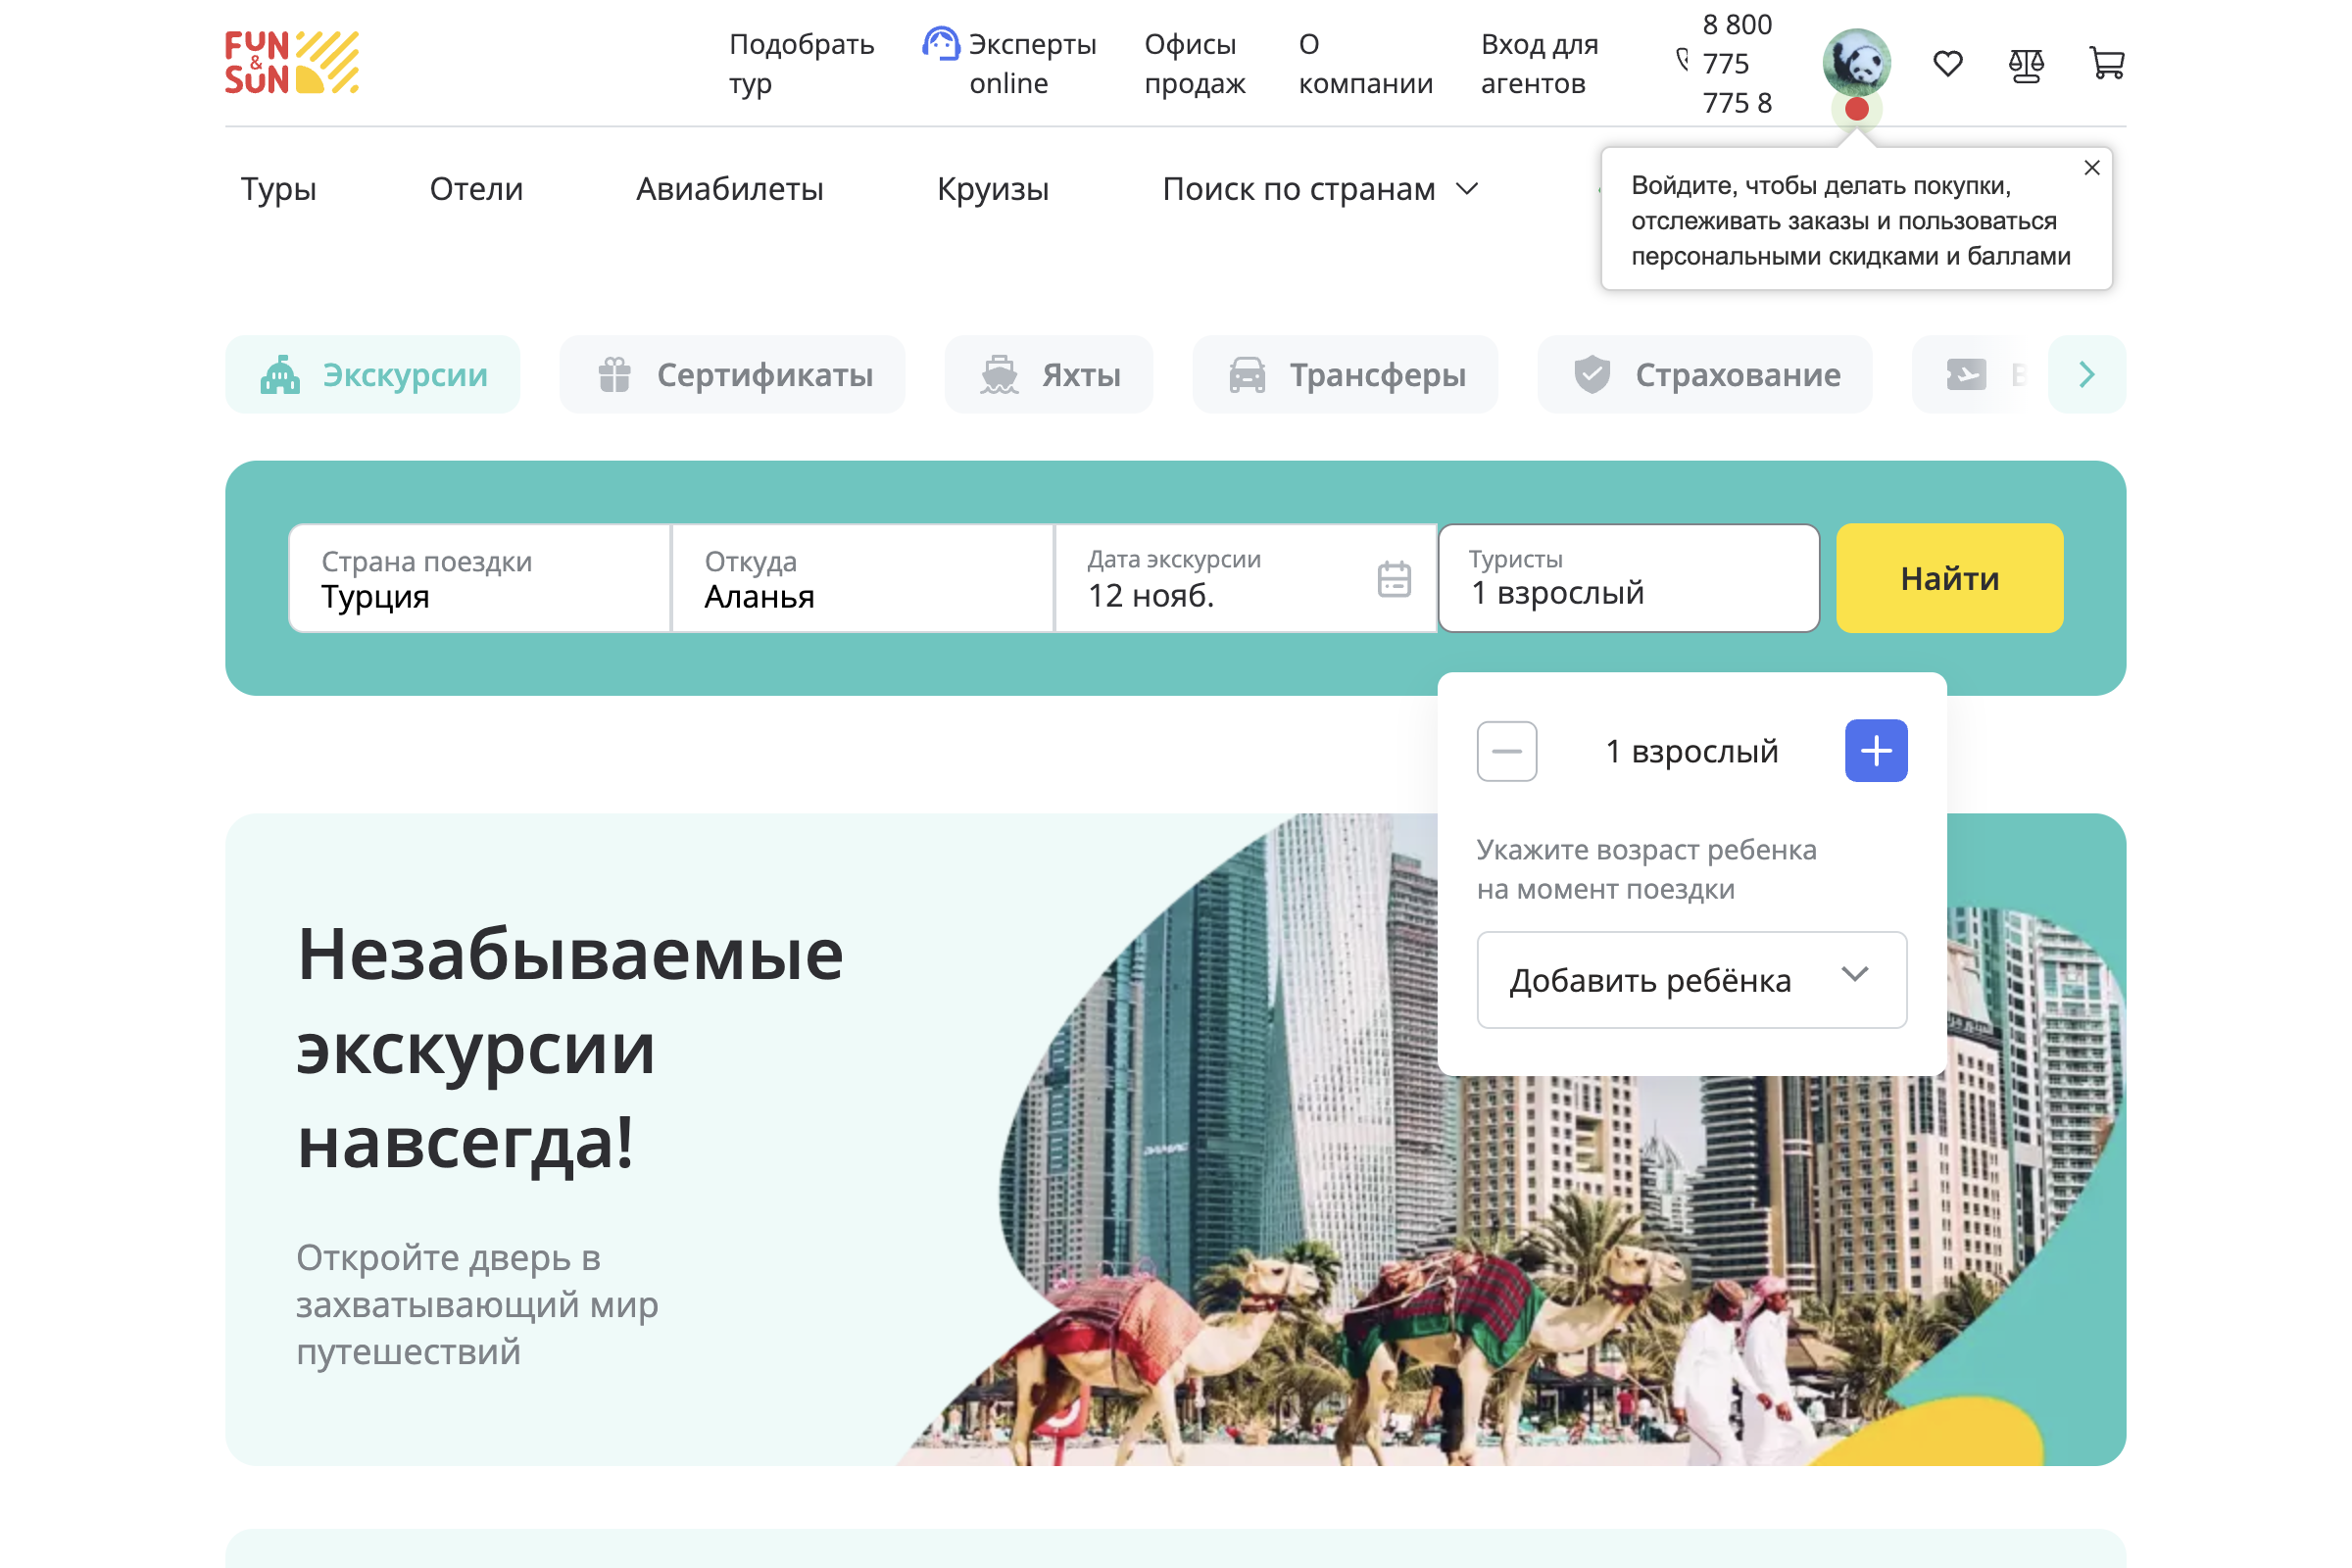 FUN
&
SUN
Подобрать
тур
Эксперты
online
Офисы
продаж
О
компании
Вход для
агентов
8 800
775
775 8
Туры
Отели
Авиабилеты
Круизы
Поиск по странам
Войдите, чтобы делать покупки,
отслеживать заказы и пользоваться
персональными скидками и баллами
Экскурсии
Сертификаты
Яхты
Трансферы
Страхование
Страна поездки
Турция
Откуда
Аланья
Дата экскурсии
12 нояб.
Туристы
1 взрослый
Найти
1 взрослый
Укажите возраст ребенка
на момент поездки
Добавить ребёнка
Незабываемые
экскурсии
навсегда!
Откройте дверь в
захватывающий мир
путешествий